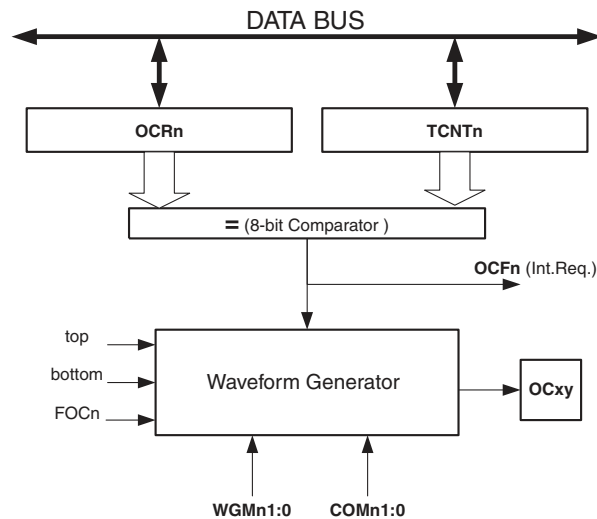 DATA BUS
OCRn
TCNTn
= (8-bit Comparator )
OCFn (Int.Req.)
top
bottom
FOCn
Waveform Generator
OCxy
WGMn1:0
COMn1:0